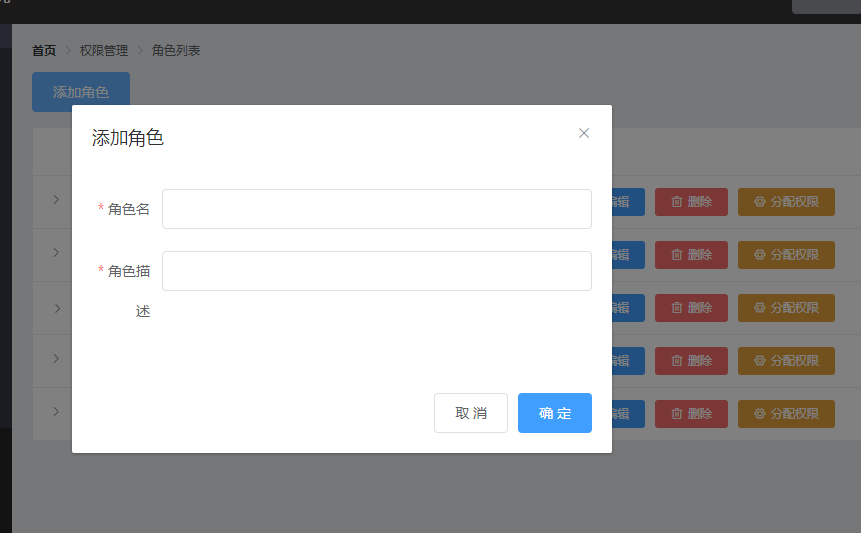 首页 > 权限管理 > 角色列表
添加角色
添加角色
* 角色名
* 角色描
述
取 消 确 定
编辑 删除 分配权限
编辑 删除 分配权限
编辑 删除 分配权限
编辑 删除 分配权限
编辑 删除 分配权限